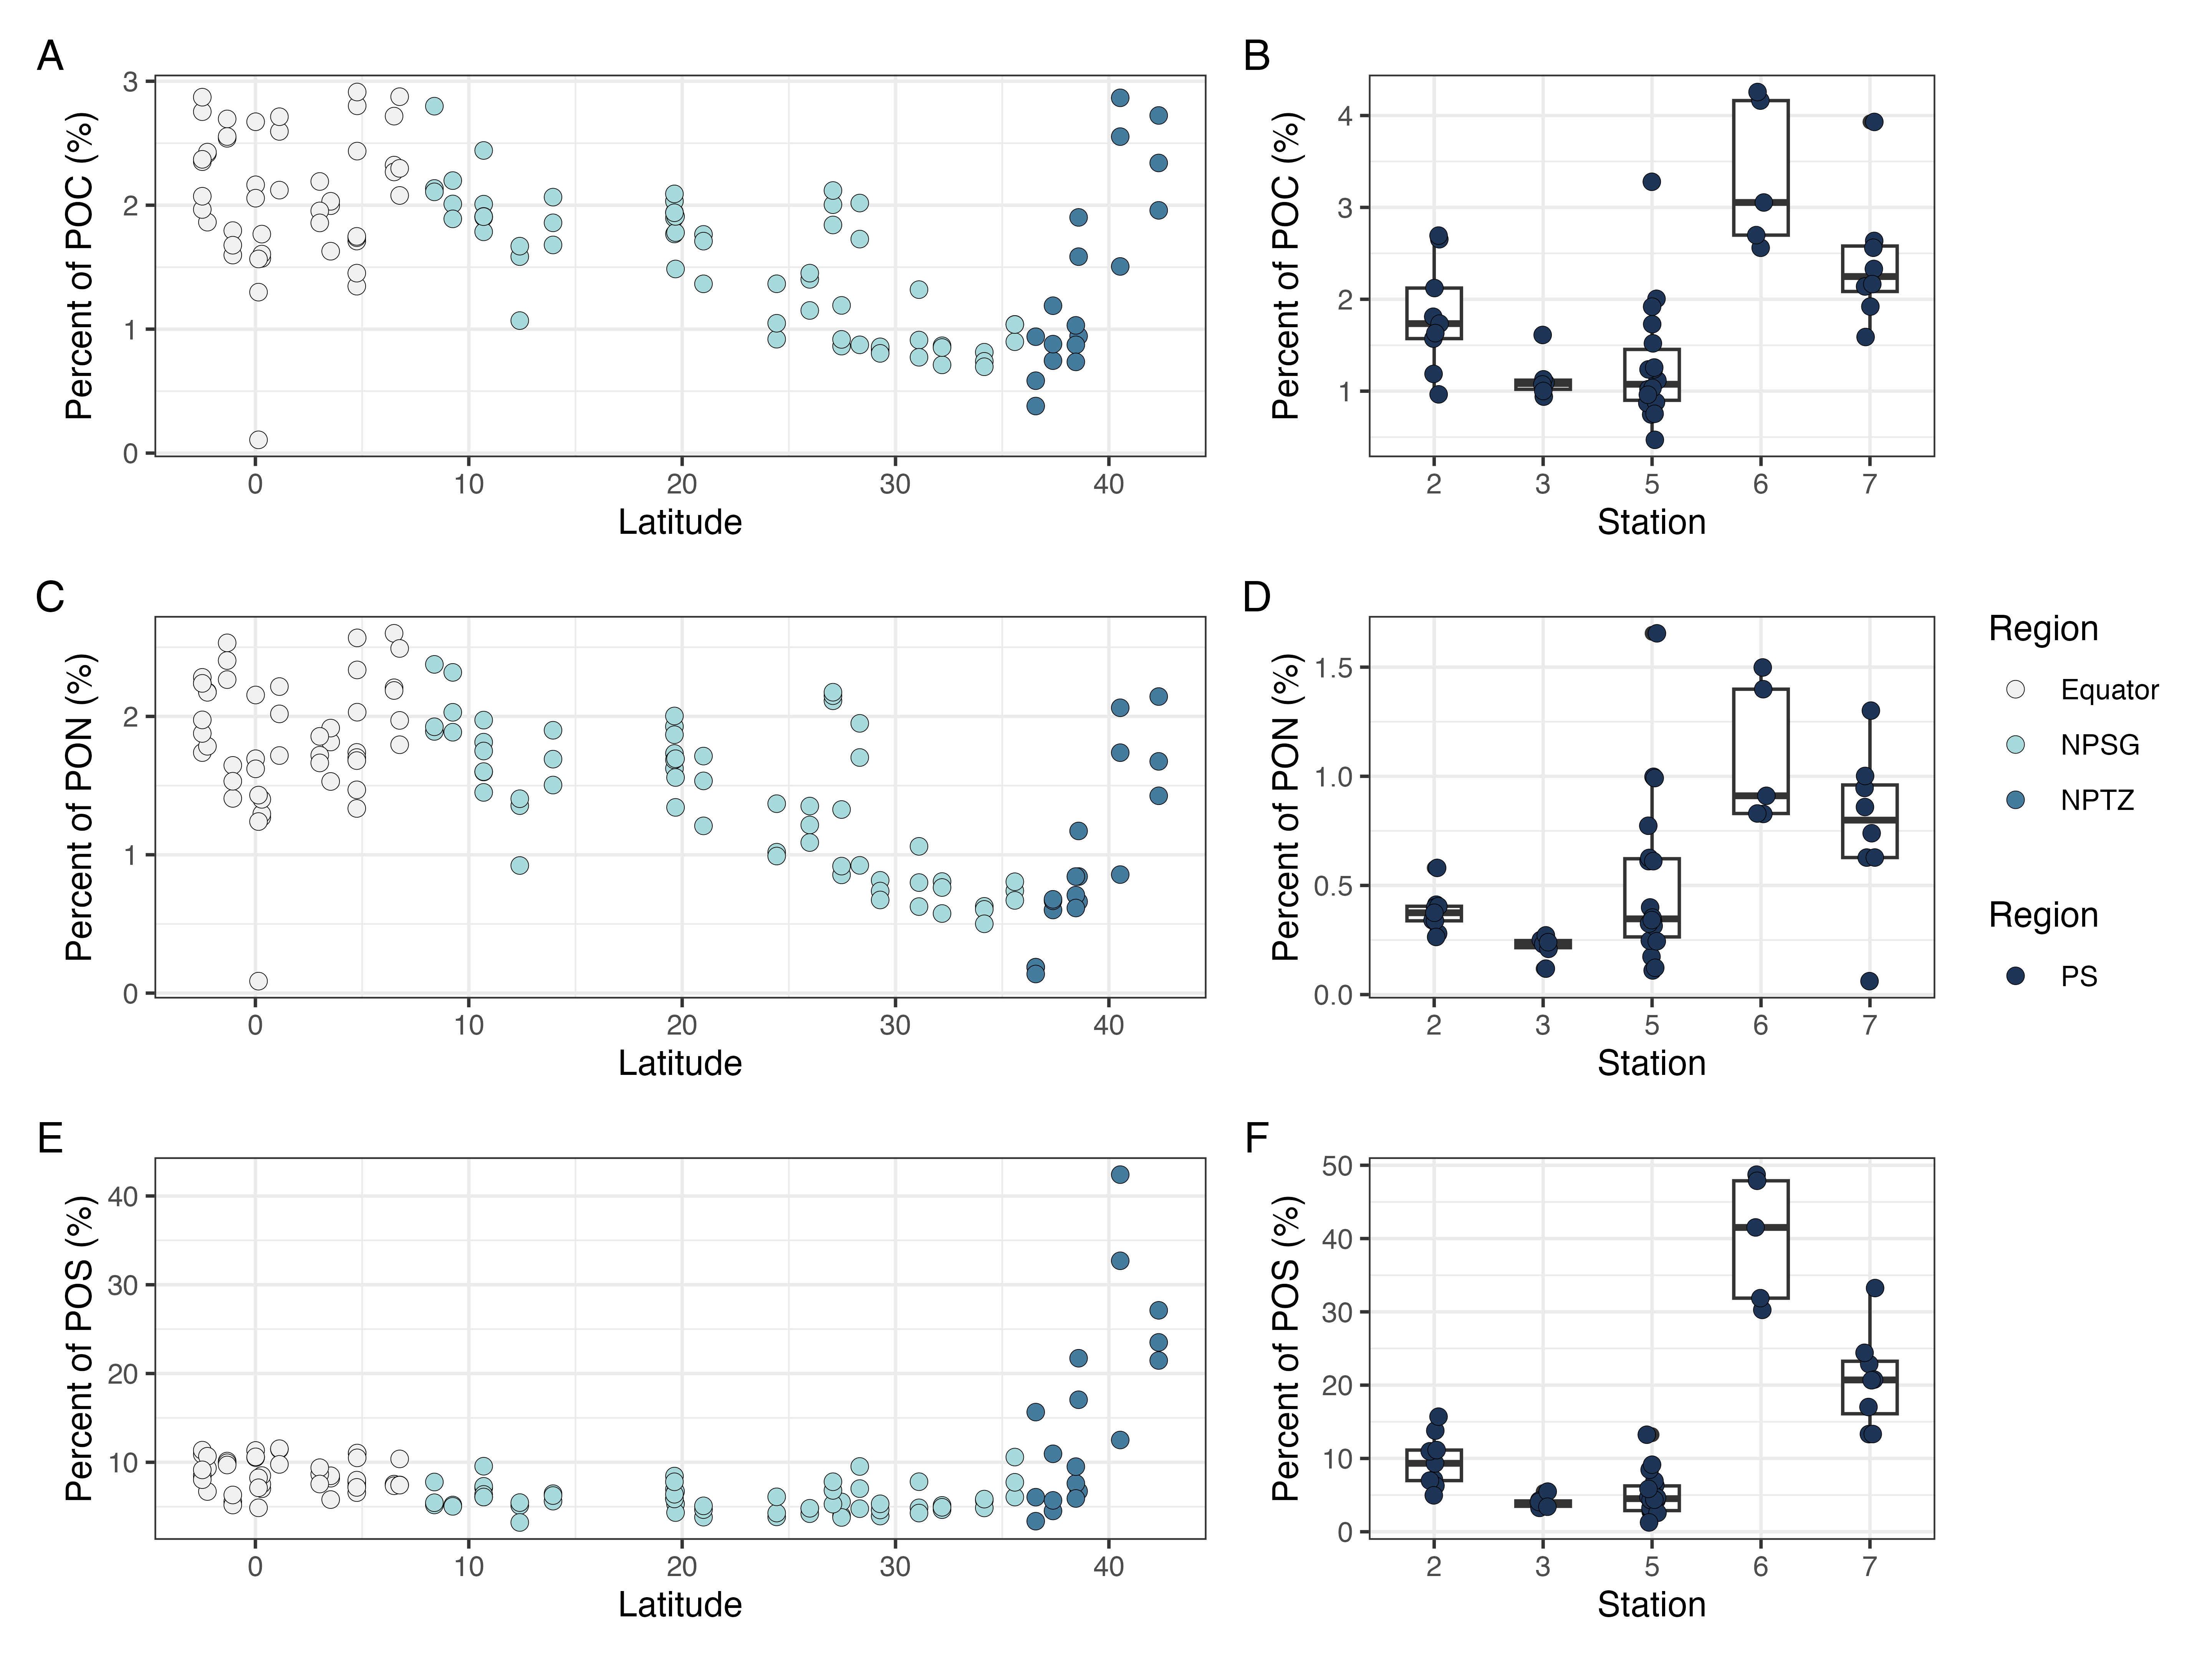 A
Percent of POC (%)
3
2
1
0
0 10 20 30 40
Latitude
B
Percent of POC (%)
4
3
2
1
2 3 5 6 7
Station
C
Percent of PON (%)
2
1
0
0 10 20 30 40
Latitude
D
Percent of PON (%)
1.5
1.0
0.5
0.0
2 3 5 6 7
Station
Region
Equator
NPSG
NPTZ
Region
PS
E
Percent of POS (%)
40
30
20
10
0 10 20 30 40
Latitude
F
Percent of POS (%)
50
40
30
20
10
0
2 3 5 6 7
Station